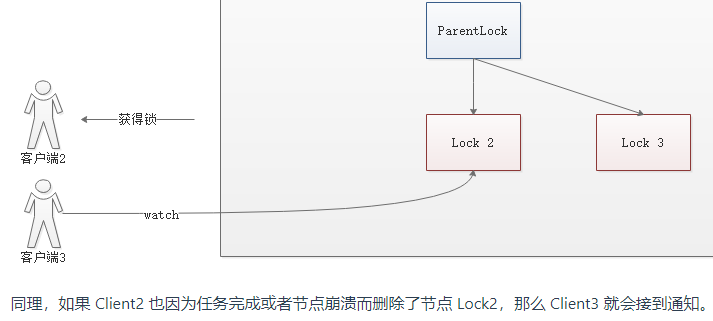 ParentLock
获得锁
客户端2
Lock 2
Lock 3
watch
客户端3
同理，如果 Client2 也因为任务完成或者节点崩溃而删除了节点 Lock2，那么 Client3 就会接到通知。